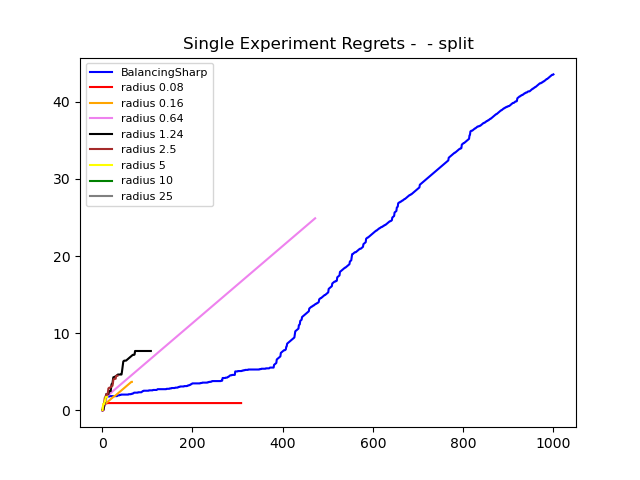 Single Experiment Regrets -  - split
BalancingSharp
radius 0.08
radius 0.16
radius 0.64
radius 1.24
radius 2.5
radius 5
radius 10
radius 25
40
30
20
10
0
0 200 400 600 800 1000